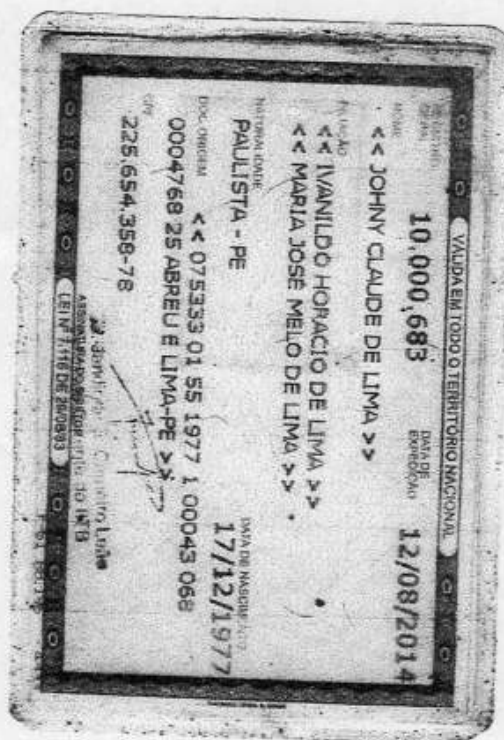 VÁLIDA EM TODO O TERRITÓRIO NACIONAL
REGISTRO GERAL 10.000.683 DATA DE EXPEDIÇÃO 12/08/2014
NOME
<< JOHNY CLAUDE DE LIMA >>
FILIAÇÃO
<< IVANILDO HORACIO DE LIMA >>
<< MARIA JOSÉ MELO DE LIMA >>
NATURALIDADE DATA DE NASCIMENTO
PAULISTA - PE 17/12/1977
DOC. ORIGEM << 075333 01 55 1977 1 00043 068
0004768 25 ABREU E LIMA-PE >>
CPF
225.654.358-78
LEI Nº 7.116 DE 29/08/83